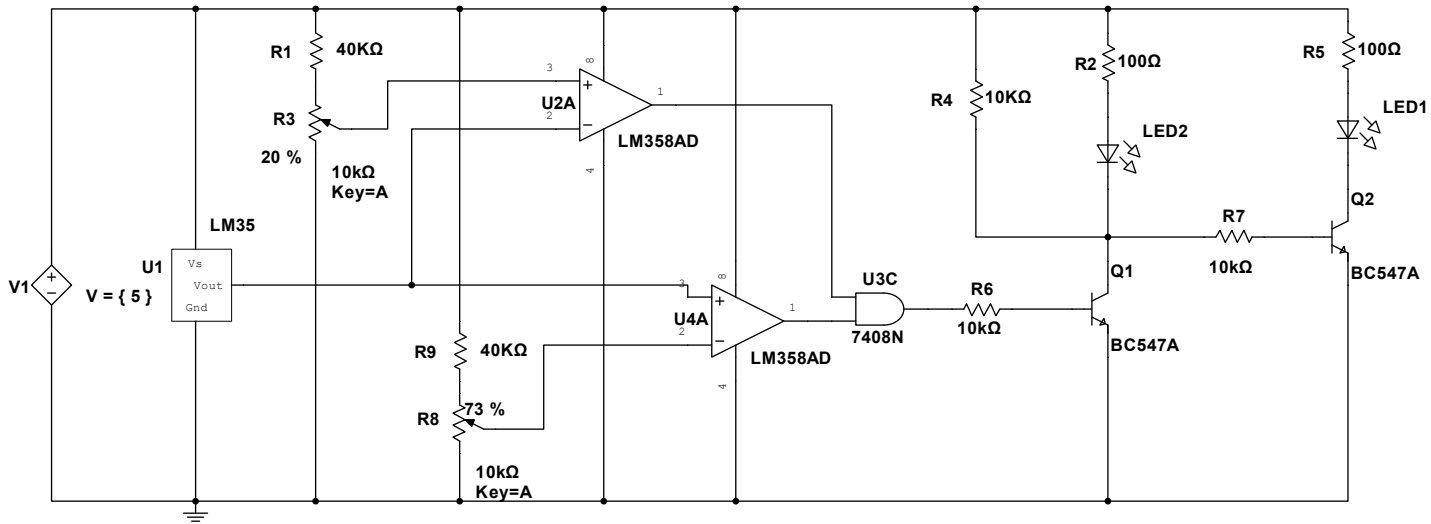 R1
40KΩ
R3
20 %
10kΩ
Key=A
3
2
8
4
1
U2A
LM358AD
R4
10KΩ
R2
100Ω
LED2
R5
100Ω
LED1
LM35
U1
Vs
Vout
Gnd
V1
V = { 5 }
R9
40KΩ
R8
73 %
10kΩ
Key=A
3
2
8
4
1
U4A
LM358AD
U3C
7408N
R6
10kΩ
Q1
BC547A
R7
10kΩ
Q2
BC547A